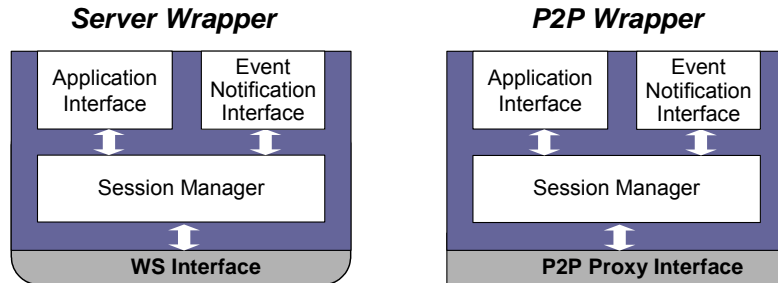 Server Wrapper
Application
Interface
Event
Notification
Interface
Session Manager
WS Interface
P2P Wrapper
Application
Interface
Event
Notification
Interface
Session Manager
P2P Proxy Interface